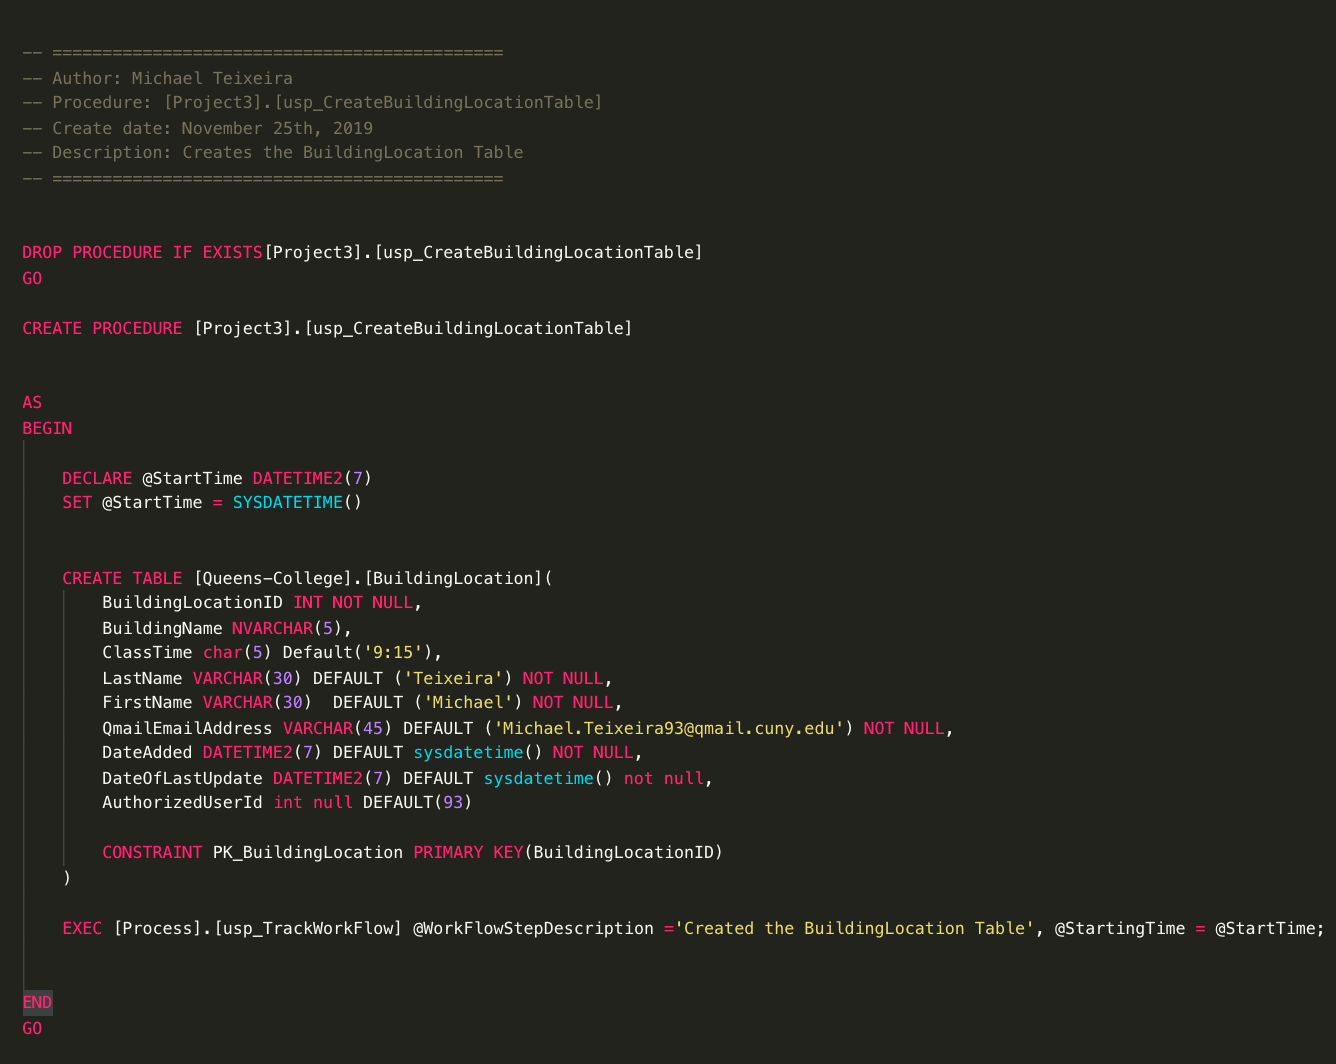 -- =============================================
-- Author: Michael Teixeira
-- Procedure: [Project3].[usp_CreateBuildingLocationTable]
-- Create date: November 25th, 2019
-- Description: Creates the BuildingLocation Table
-- =============================================
DROP PROCEDURE IF EXISTS[Project3].[usp_CreateBuildingLocationTable]
GO
CREATE PROCEDURE [Project3].[usp_CreateBuildingLocationTable]
AS
BEGIN
DECLARE @StartTime DATETIME2(7)
SET @StartTime = SYSDATETIME()
CREATE TABLE [Queens-College].[BuildingLocation](
BuildingLocationID INT NOT NULL,
BuildingName NVARCHAR(5),
ClassTime char(5) Default('9:15'),
LastName VARCHAR(30) DEFAULT ('Teixeira') NOT NULL,
FirstName VARCHAR(30)  DEFAULT ('Michael') NOT NULL,
QmailEmailAddress VARCHAR(45) DEFAULT ('Michael.Teixeira93@qmail.cuny.edu') NOT NULL,
DateAdded DATETIME2(7) DEFAULT sysdatetime() NOT NULL,
DateOfLastUpdate DATETIME2(7) DEFAULT sysdatetime() not null,
AuthorizedUserId int null DEFAULT(93)
CONSTRAINT PK_BuildingLocation PRIMARY KEY(BuildingLocationID)
)
EXEC [Process].[usp_TrackWorkFlow] @WorkFlowStepDescription ='Created the BuildingLocation Table', @StartingTime = @StartTime;
END
GO